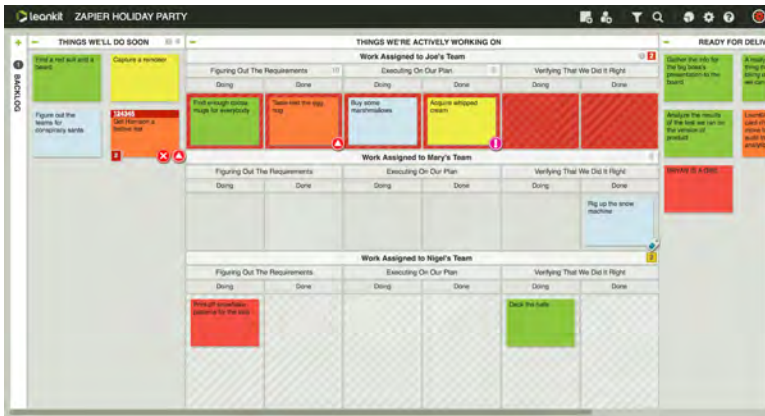 leankit ZAPIER HOLIDAY PARTY
BACKLOG
THINGS WE'LL DO SOON
Find a red suit and a
beard
Capture a reindeer
Figure out the
teams for
conspiracy santa
124345
festive hat
2
THINGS WE'RE ACTIVELY WORKING ON
Work Assigned to Joe's Team
2
Figuring Out The Requirements
Executing On Our Plan
Verifying That We Did It Right
Doing
Done
Doing
Done
Doing
Done
Find enough cocoa
mugs for everybody
Taste-test the egg
nog
Buy some
marshmallows
Acquire whipped
cream
Work Assigned to Mary's Team
Figuring Out The Requirements
Executing On Our Plan
Verifying That We Did It Right
Doing
Done
Doing
Done
Doing
Done
Rig up the snow
machine
Work Assigned to Nigel's Team
2
Figuring Out The Requirements
Executing On Our Plan
Verifying That We Did It Right
Doing
Done
Doing
Done
Doing
Done
Deck the halls
READY FOR DELIV
Gather the info for
the big boss's
presentation to the
board
Analyze the results
of the test we ran on
the version of
product